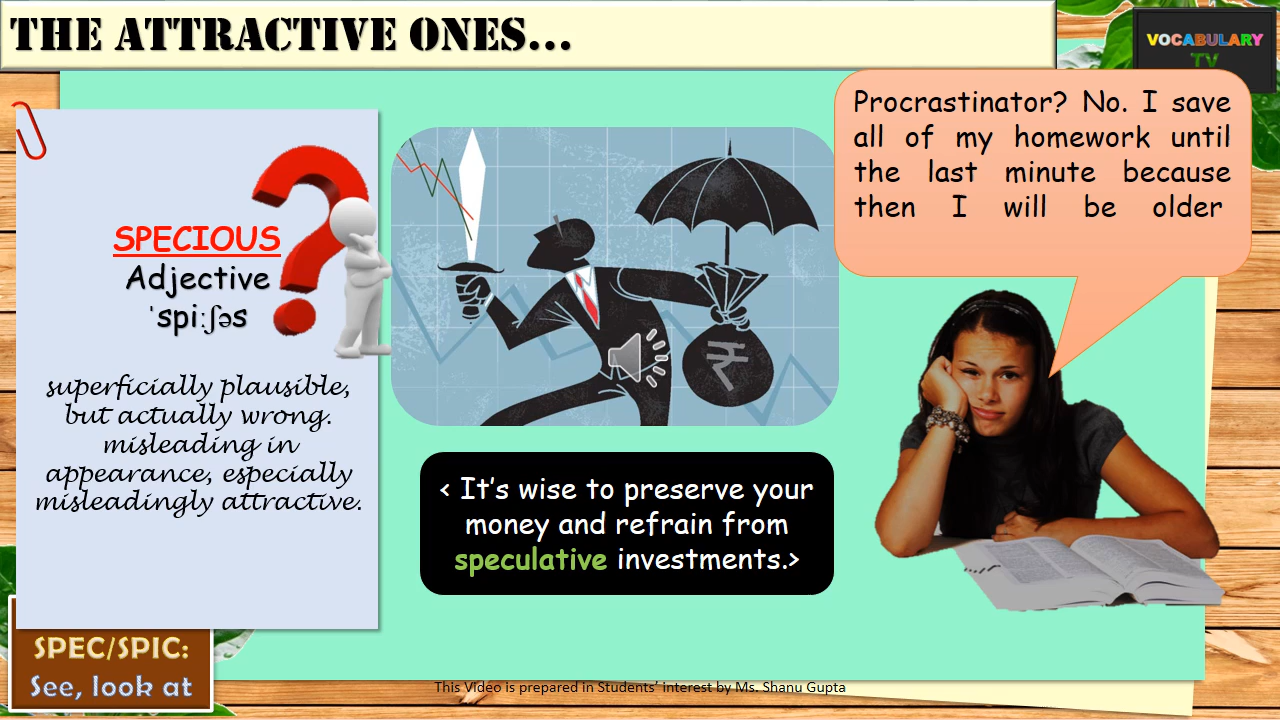 THE ATTRACTIVE ONES...
VOCABULARY
TV
Procrastinator? No. I save
all of my homework until
the last minute because
then I will be older
SPECIOUS
Adjective
ˈspiːʃəs
superficially plausible,
but actually wrong.
misleading in
appearance, especially
misleadingly attractive.
₹
< It’s wise to preserve your
money and refrain from
speculative investments.>
SPEC/SPIC:
See, look at
This Video is prepared in Students’ interest by Ms. Shanu Gupta